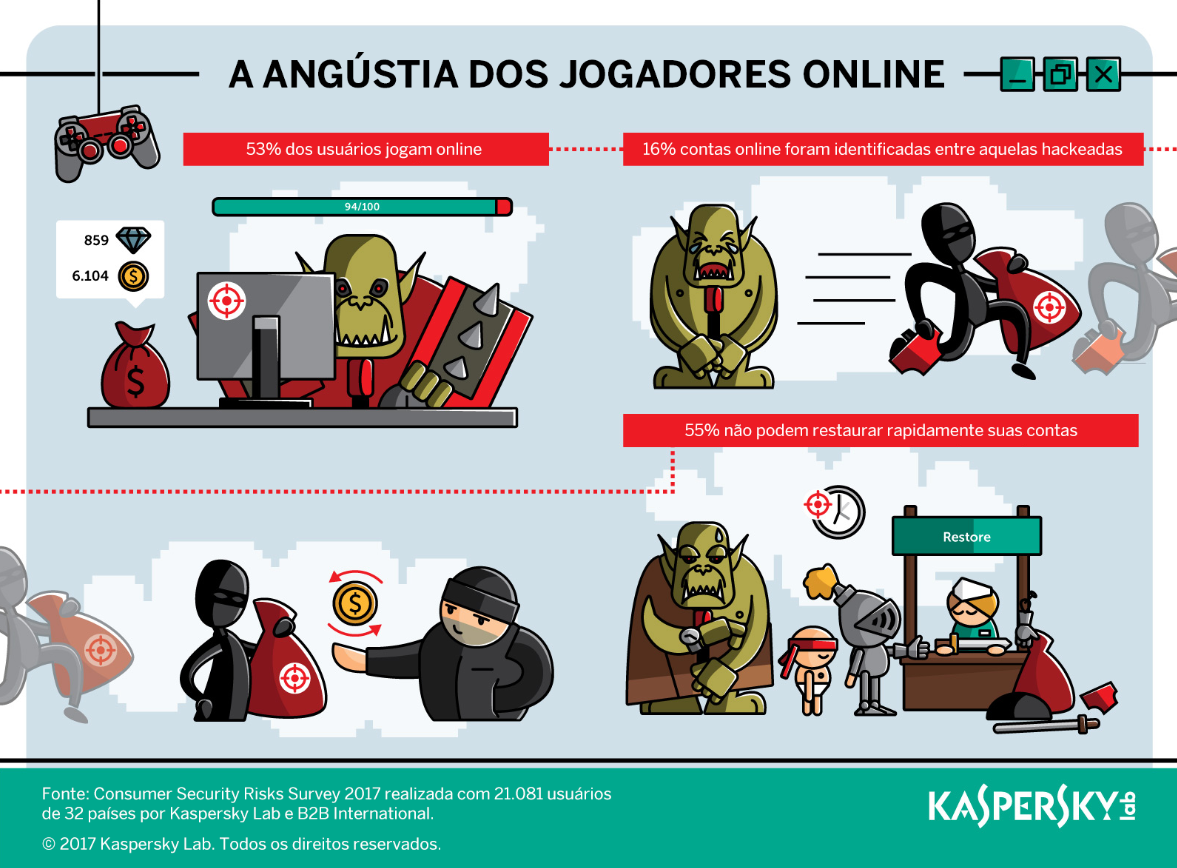 A ANGÚSTIA DOS JOGADORES ONLINE
53% dos usuários jogam online
16% contas online foram identificadas entre aquelas hackeadas
94/100
859
6.104
$
$
55% não podem restaurar rapidamente suas contas
Restore
$
Fonte: Consumer Security Risks Survey 2017 realizada com 21.081 usuários
de 32 países por Kaspersky Lab e B2B International.
© 2017 Kaspersky Lab. Todos os direitos reservados.
KASPERSKY lab